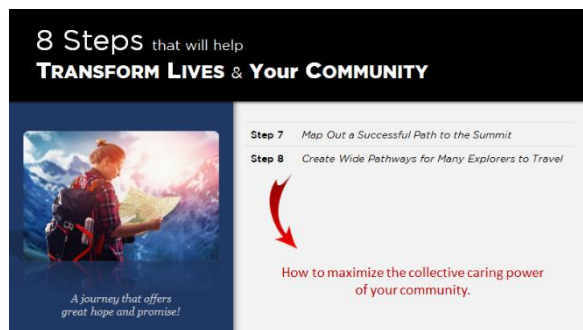 8 Steps that will help
TRANSFORM LIVES & Your COMMUNITY
Step 7 Map Out a Successful Path to the Summit
Step 8 Create Wide Pathways for Many Explorers to Travel
How to maximize the collective caring power
of your community.
A journey that offers
great hope and promise!